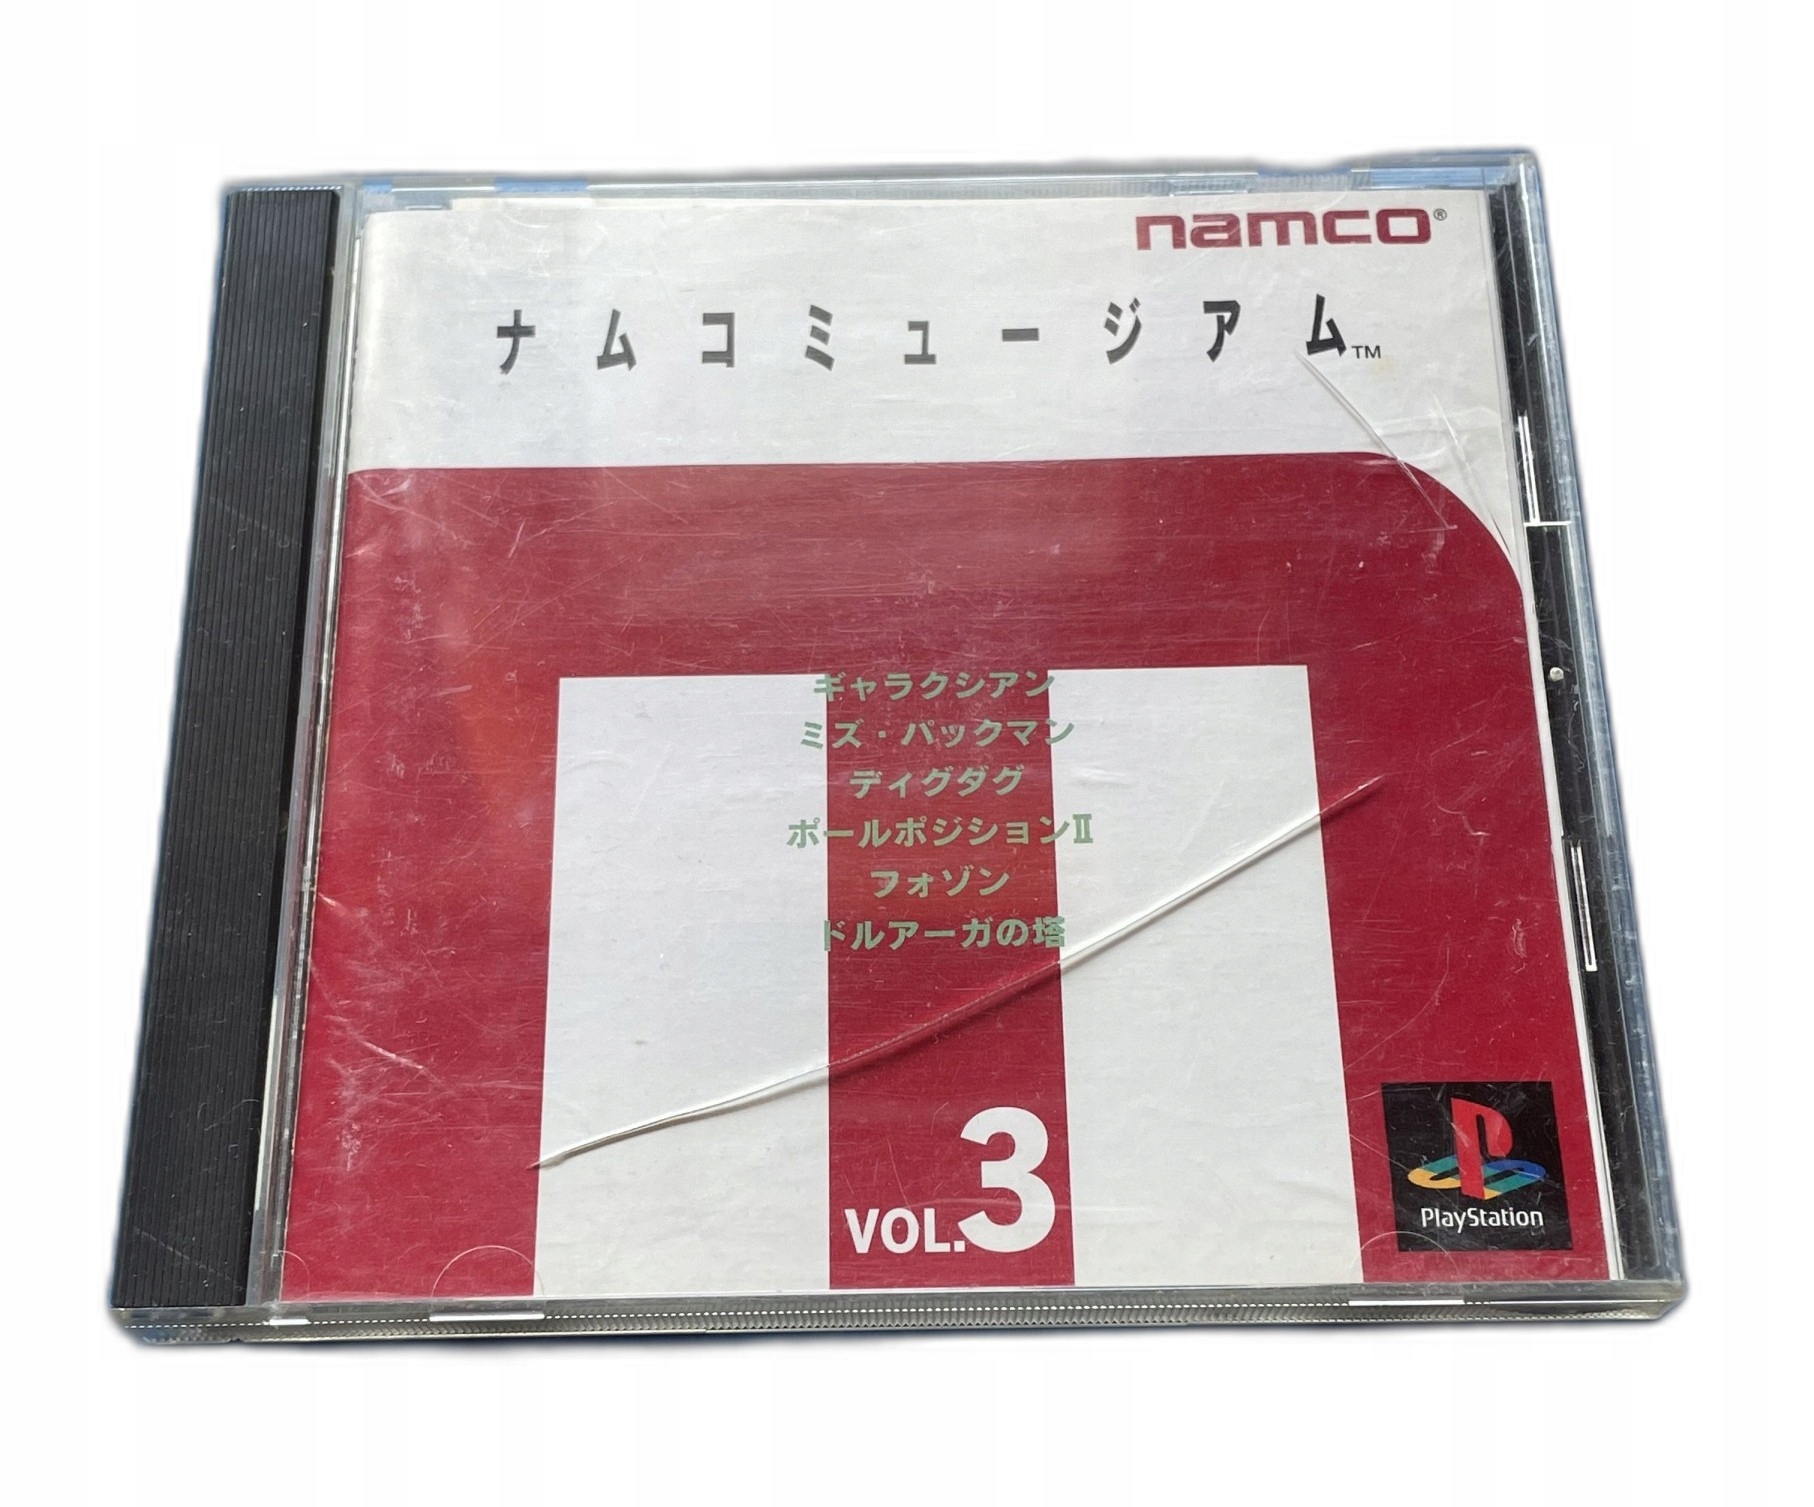 namco®
ナムコミュージアム™
ギャラクシアン
ミズ・パックマン
ディグダグ
ポールポジションⅡ
フォゾン
ドルアーガの塔
VOL.3
PlayStation